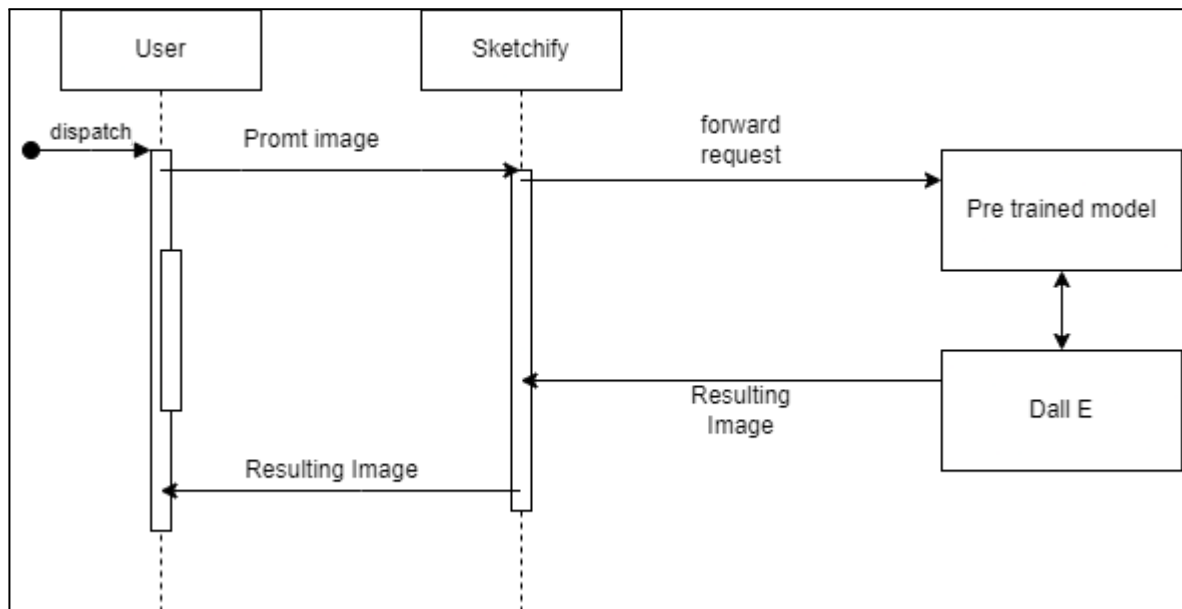 User
Sketchify
dispatch
Promt image
forward
request
Pre trained model
Resulting
Image
Dall E
Resulting Image